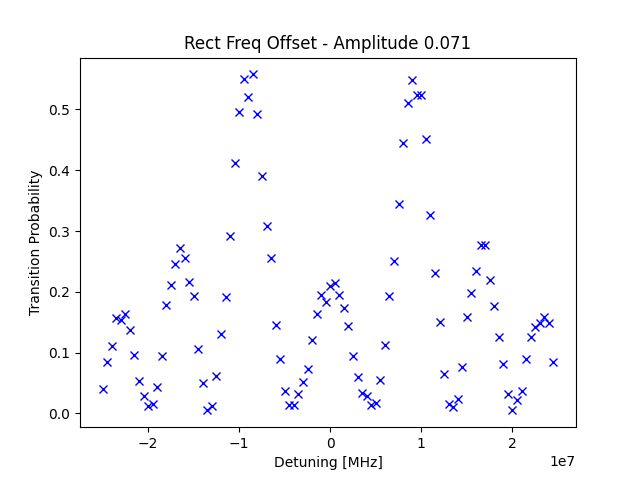 Rect Freq Offset - Amplitude 0.071
Transition Probability
0.5
0.4
0.3
0.2
0.1
0.0
−2
−1
0
1
2
1e7
Detuning [MHz]